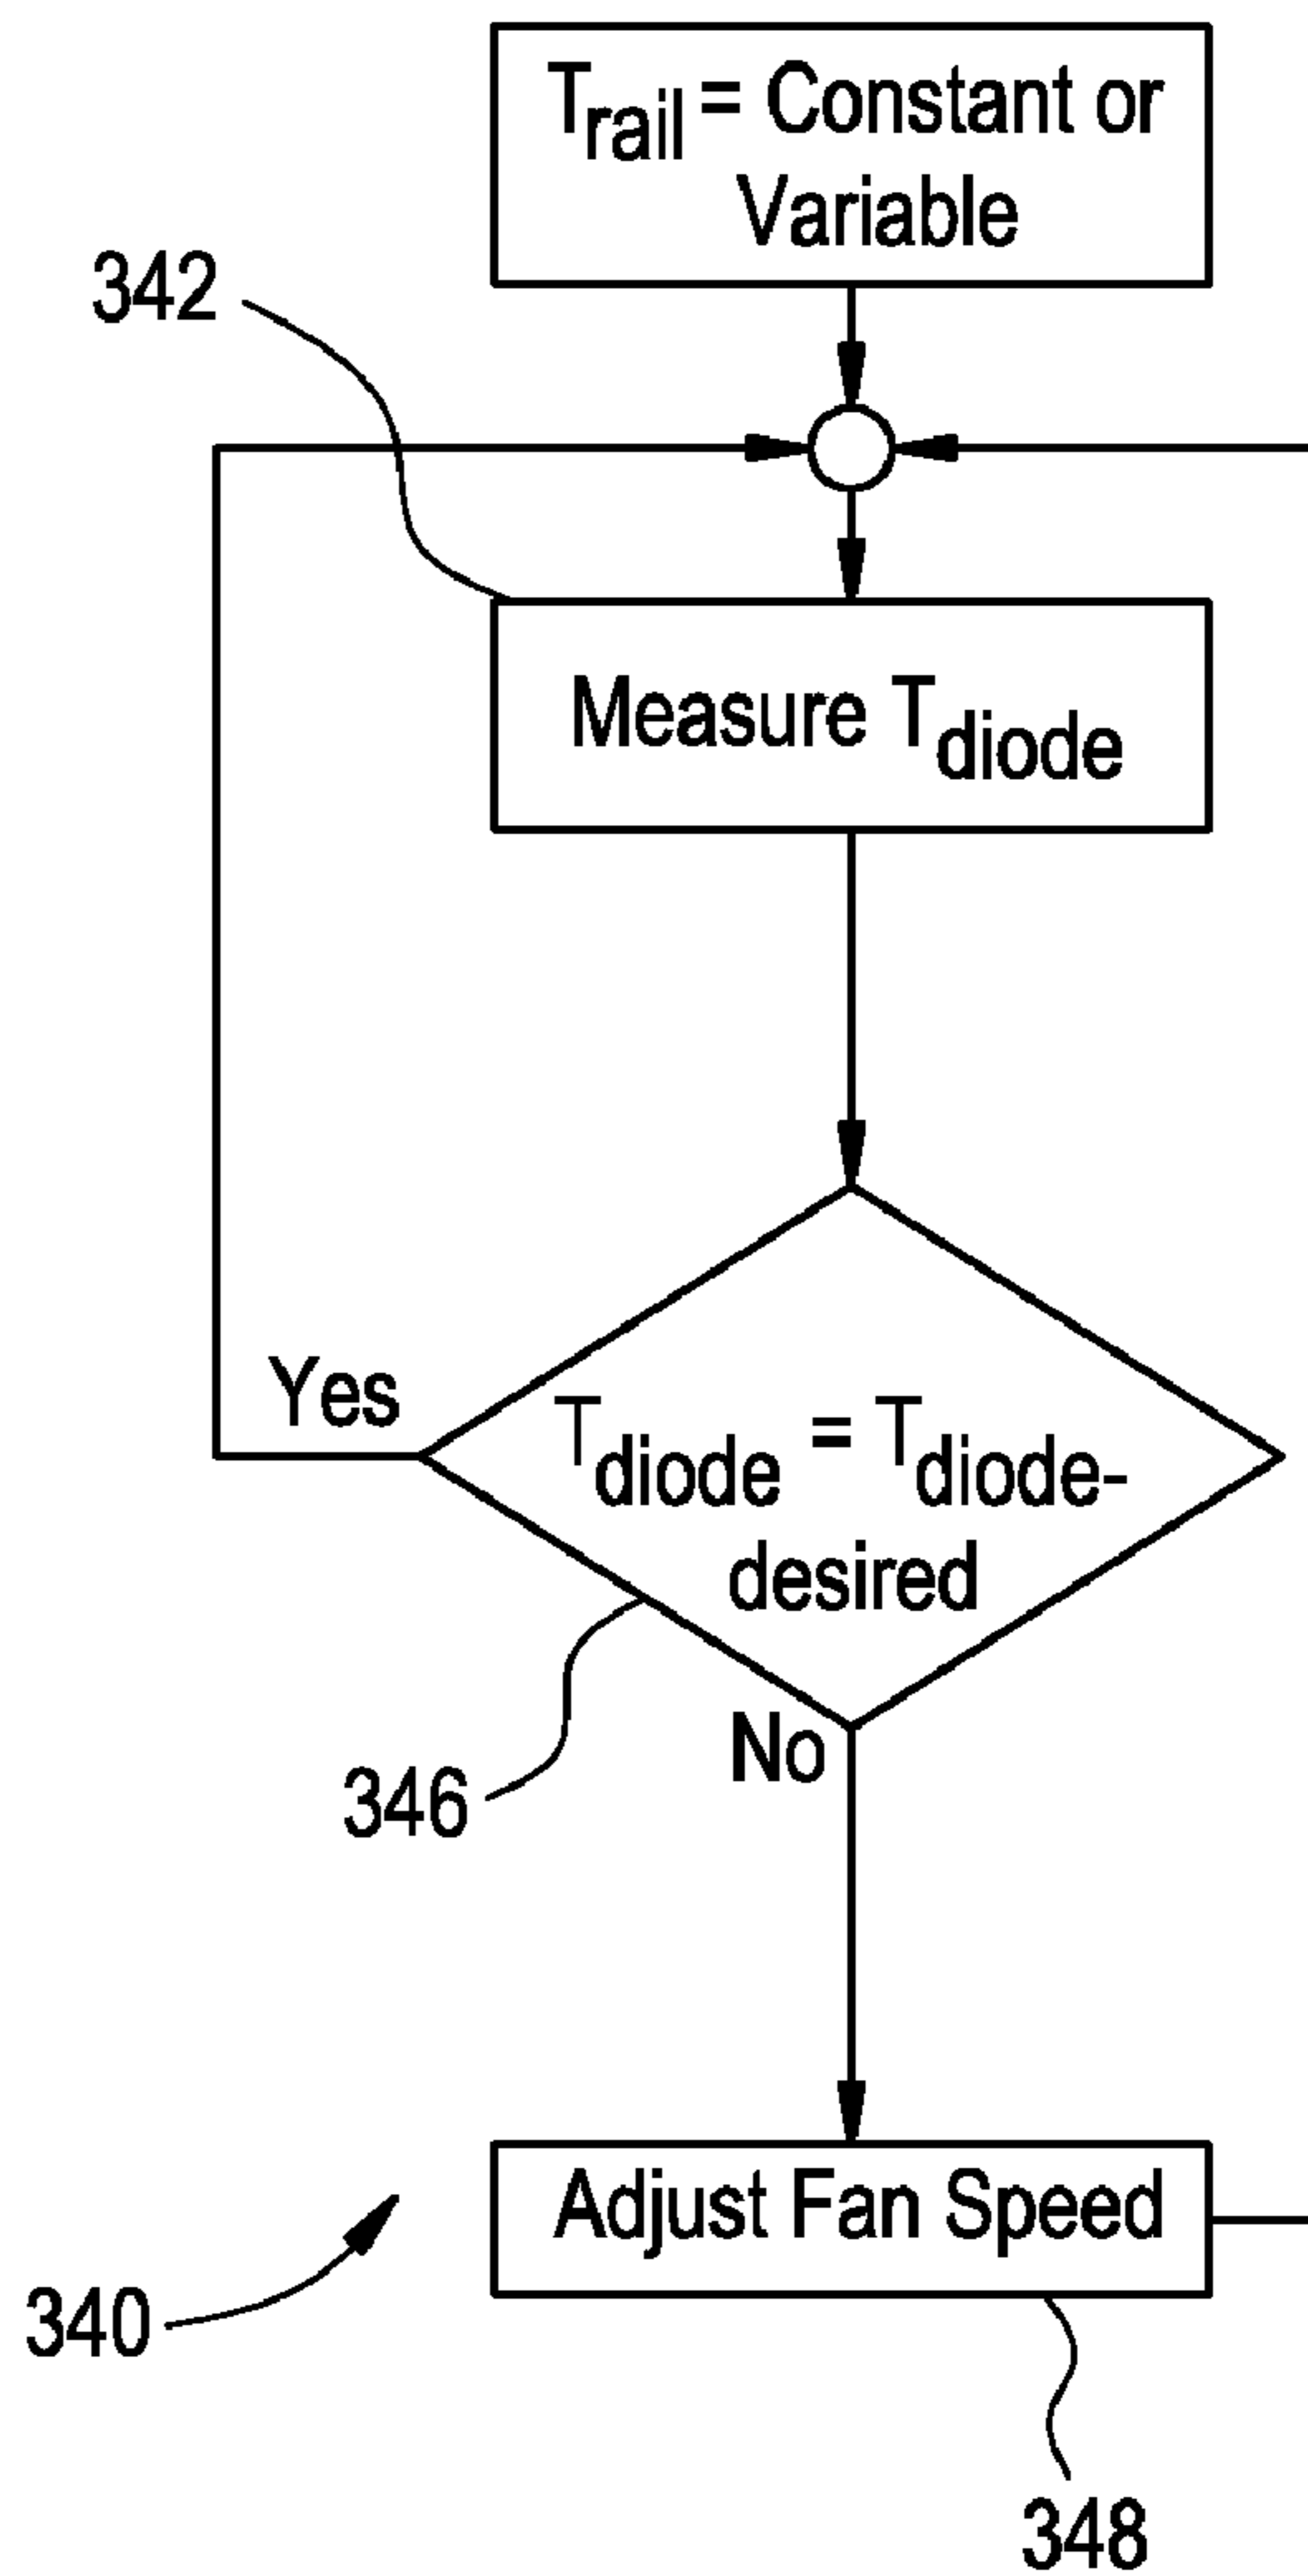 Trail = Constant or
Variable
342
Measure Tdiode
Yes
Tdiode = Tdiode-
desired
No
346
Adjust Fan Speed
340
348